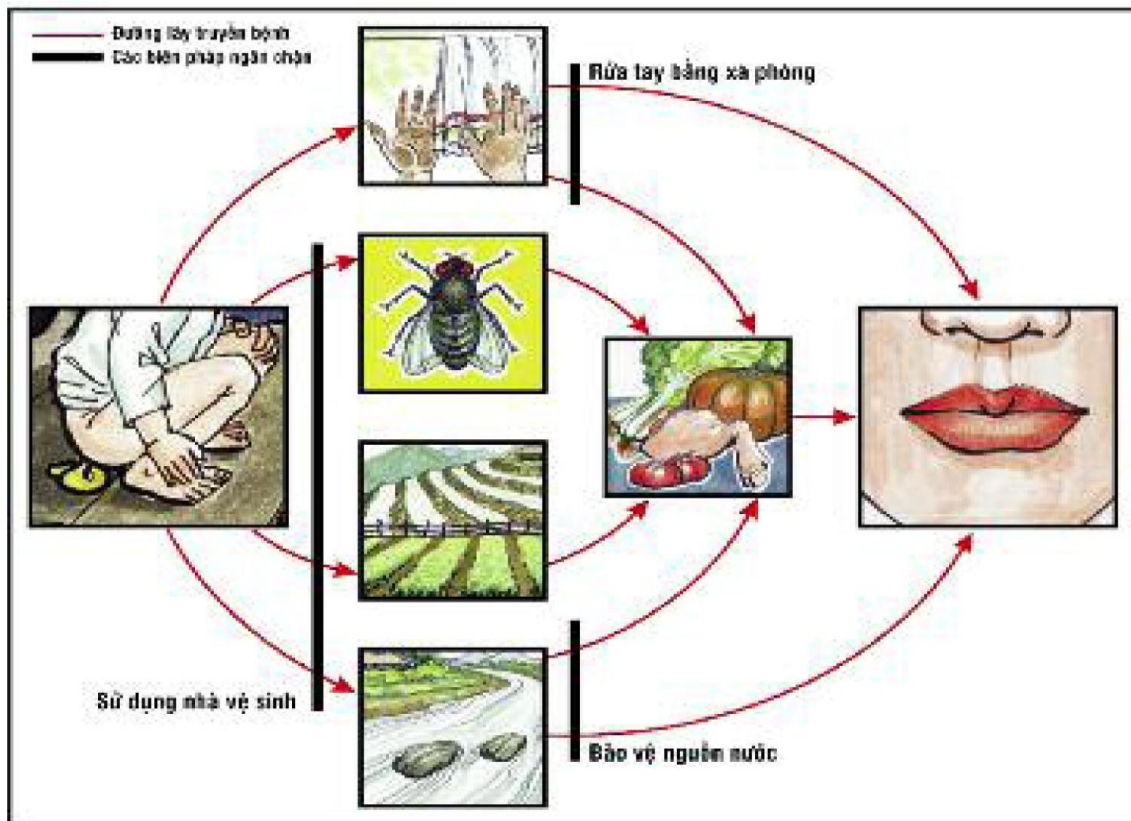 Đường lây truyền bệnh
Các biện pháp ngăn chặn
Rửa tay bằng xà phòng
Sử dụng nhà vệ sinh
Bảo vệ nguồn nước